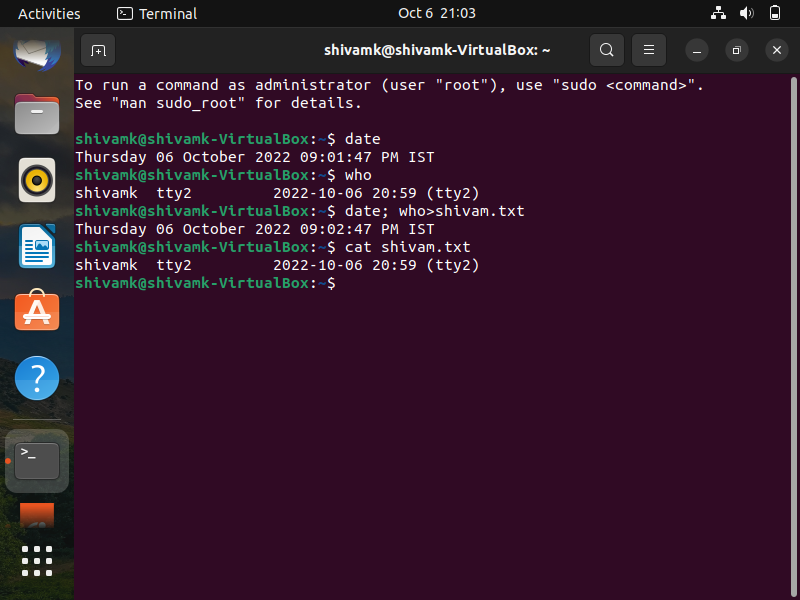 Activities Terminal Oct 6 21:03
shivamk@shivamk-VirtualBox: ~
To run a command as administrator (user "root"), use "sudo <command>".
See "man sudo_root" for details.
shivamk@shivamk-VirtualBox:~$ date
Thursday 06 October 2022 09:01:47 PM IST
shivamk@shivamk-VirtualBox:~$ who
shivamk  tty2         2022-10-06 20:59 (tty2)
shivamk@shivamk-VirtualBox:~$ date; who>shivam.txt
Thursday 06 October 2022 09:02:47 PM IST
shivamk@shivamk-VirtualBox:~$ cat shivam.txt
shivamk  tty2         2022-10-06 20:59 (tty2)
shivamk@shivamk-VirtualBox:~$